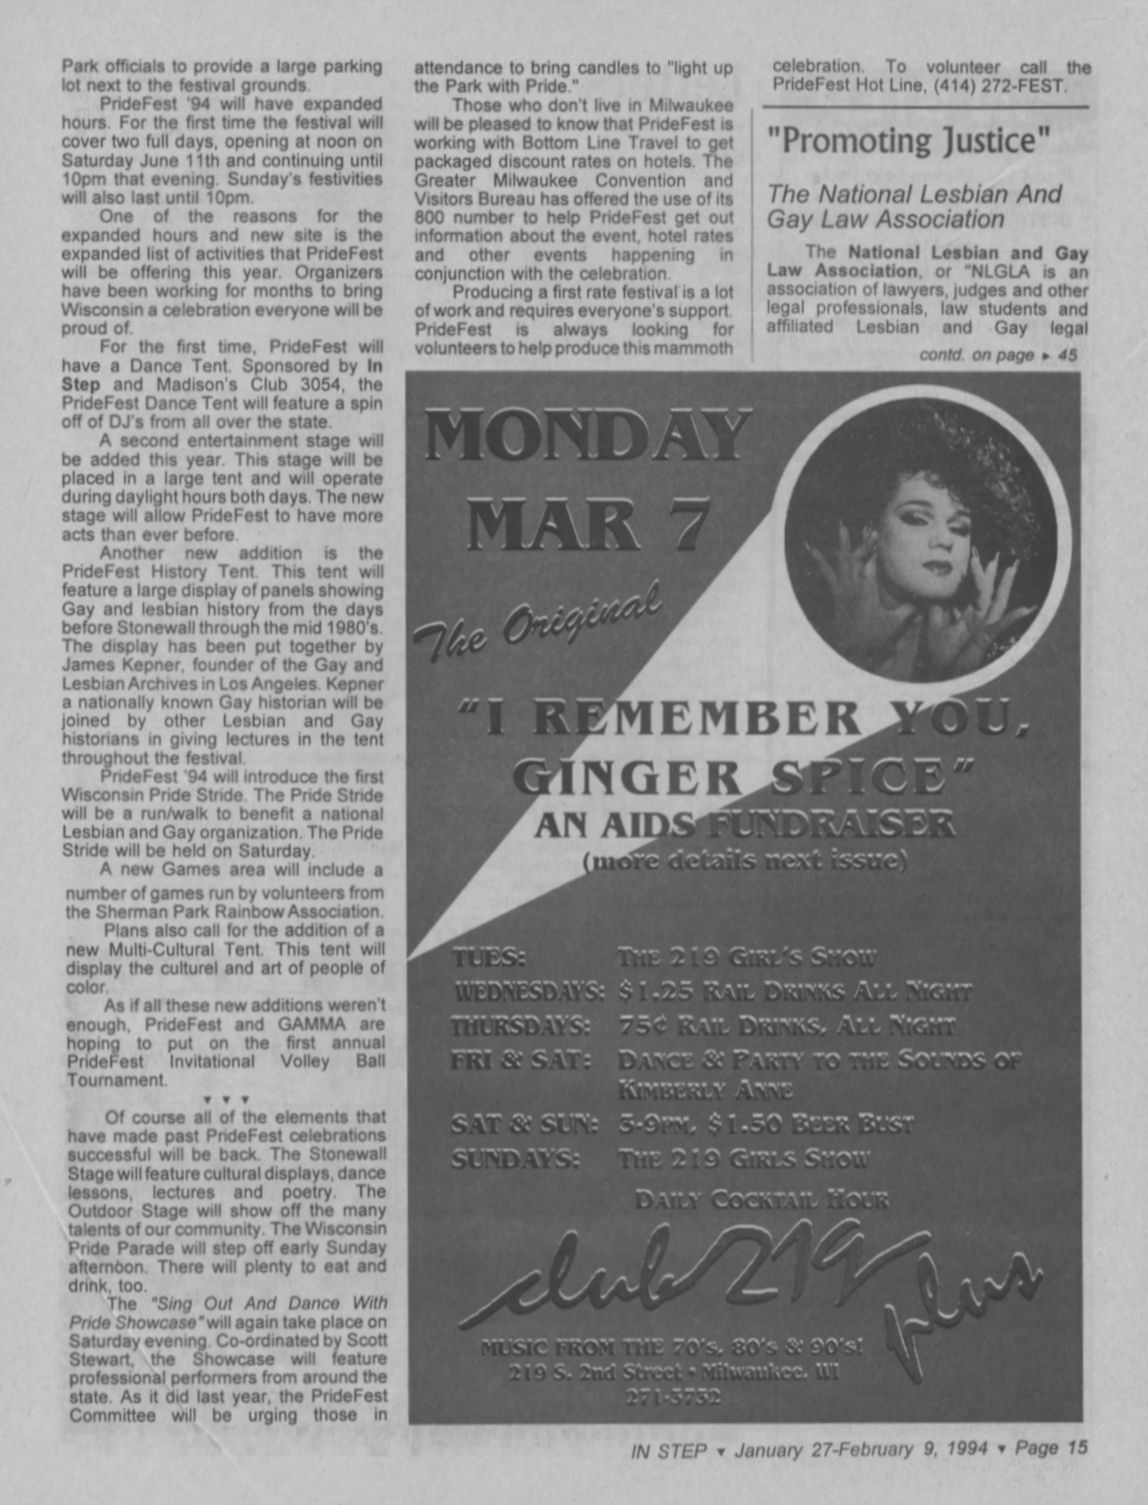 Park officials to provide a large parking
lot next to the festival grounds.
PrideFest '94 will have expanded
hours. For the first time the festival will
cover two full days, opening at noon on
Saturday June 11th and continuing until
10pm that evening. Sunday's festivities
will also last until 10pm.
One of the reasons for the
expanded hours and new site is the
expanded list of activities that PrideFest
will be offering this year. Organizers
have been working for months to bring
Wisconsin a celebration everyone will be
proud of.
For the first time, PrideFest will
have a Dance Tent. Sponsored by In
Step and Madison's Club 3054, the
PrideFest Dance Tent will feature a spin
off of DJ's from all over the state.
A second entertainment stage will
be added this year. This stage will be
placed in a large tent and will operate
during daylight hours both days. The new
stage will allow PrideFest to have more
acts than ever before.
Another new addition is the
PrideFest History Tent. This tent will
feature a large display of panels showing
Gay and lesbian history from the days
before Stonewall through the mid 1980's.
The display has been put together by
James Kepner, founder of the Gay and
Lesbian Archives in Los Angeles. Kepner
a nationally known Gay historian will be
joined by other Lesbian and Gay
historians in giving lectures in the tent
throughout the festival.
PrideFest '94 will introduce the first
Wisconsin Pride Stride. The Pride Stride
will be a run/walk to benefit a national
Lesbian and Gay organization. The Pride
Stride will be held on Saturday.
A new Games area will include a
number of games run by volunteers from
the Sherman Park Rainbow Association.
Plans also call for the addition of a
new Multi-Cultural Tent. This tent will
display the culturel and art of people of
color.
As if all these new additions weren't
enough, PrideFest and GAMMA are
hoping to put on the first annual
PrideFest Invitational Volley Ball
Tournament.
▼ ▼ ▼
Of course all of the elements that
have made past PrideFest celebrations
successful will be back. The Stonewall
Stage will feature cultural displays, dance
lessons, lectures and poetry. The
Outdoor Stage will show off the many
talents of our community. The Wisconsin
Pride Parade will step off early Sunday
afternoon. There will plenty to eat and
drink, too.
The "Sing Out And Dance With
Pride Showcase" will again take place on
Saturday evening. Co-ordinated by Scott
Stewart, the Showcase will feature
professional performers from around the
state. As it did last year, the PrideFest
Committee will be urging those in
attendance to bring candles to "light up
the Park with Pride."
Those who don't live in Milwaukee
will be pleased to know that PrideFest is
working with Bottom Line Travel to get
packaged discount rates on hotels. The
Greater Milwaukee Convention and
Visitors Bureau has offered the use of its
800 number to help PrideFest get out
information about the event, hotel rates
and other events happening in
conjunction with the celebration.
Producing a first rate festival is a lot
of work and requires everyone's support.
PrideFest is always looking for
volunteers to help produce this mammoth
celebration. To volunteer call the
PrideFest Hot Line, (414) 272-FEST.
"Promoting Justice"
The National Lesbian And
Gay Law Association
The National Lesbian and Gay
Law Association, or "NLGLA is an
association of lawyers, judges and other
legal professionals, law students and
affiliated Lesbian and Gay legal
contd. on page ▸ 45
MONDAY
MAR 7
The Original
"I REMEMBER YOU,
GINGER SPICE"
AN AIDS FUNDRAISER
(more details next issue)
TUES: THE 219 GIRL'S SHOW
WEDNESDAYS: $1.25 RAIL DRINKS ALL NIGHT
THURSDAYS: 75¢ RAIL DRINKS, ALL NIGHT
FRI & SAT: DANCE & PARTY TO THE SOUNDS OF
KIMBERLY ANNE
SAT & SUN: 3-9PM, $1.50 BEER BUST
SUNDAYS: THE 219 GIRLS SHOW
DAILY COCKTAIL HOUR
club 219
plus
MUSIC FROM THE 70's, 80's & 90's!
219 S. 2nd Street • Milwaukee, WI
271-3732
IN STEP ▼ January 27-February 9, 1994 ▼ Page 15